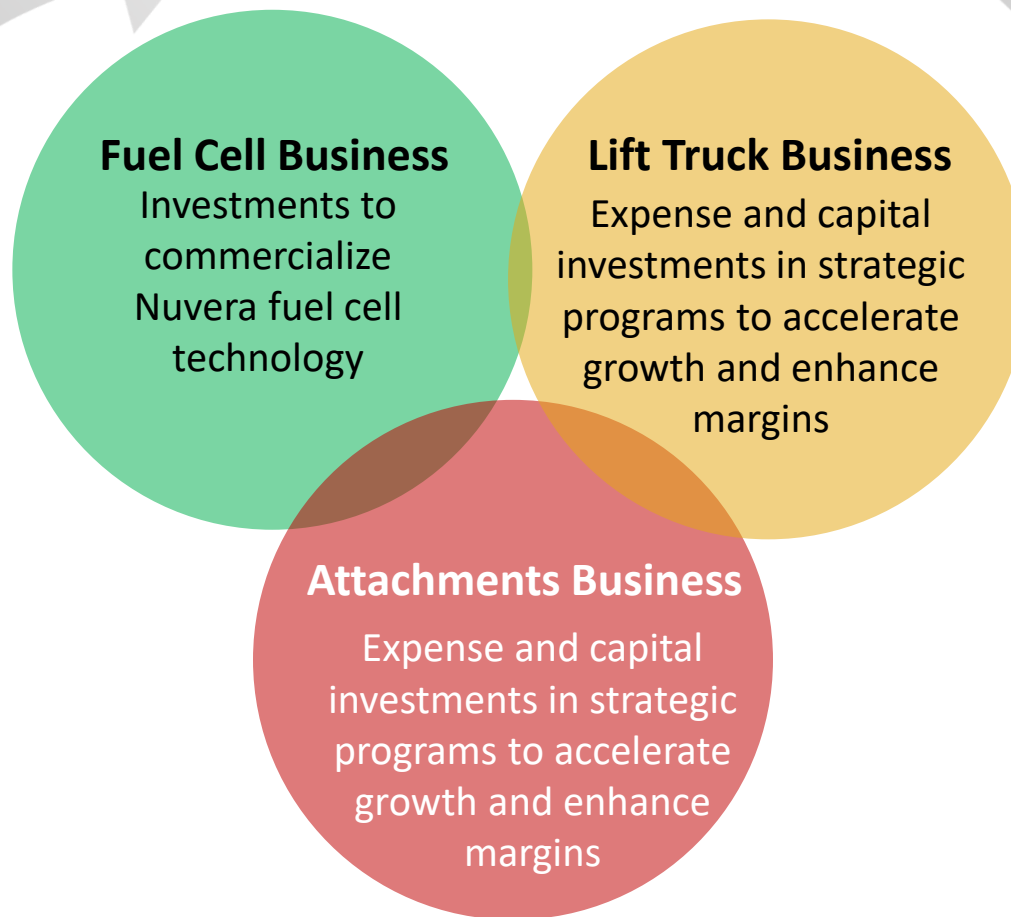 Fuel Cell Business
Investments to
commercialize
Nuvera fuel cell
technology
Lift Truck Business
Expense and capital
investments in strategic
programs to accelerate
growth and enhance
margins
Attachments Business
Expense and capital
investments in strategic
programs to accelerate
growth and enhance
margins